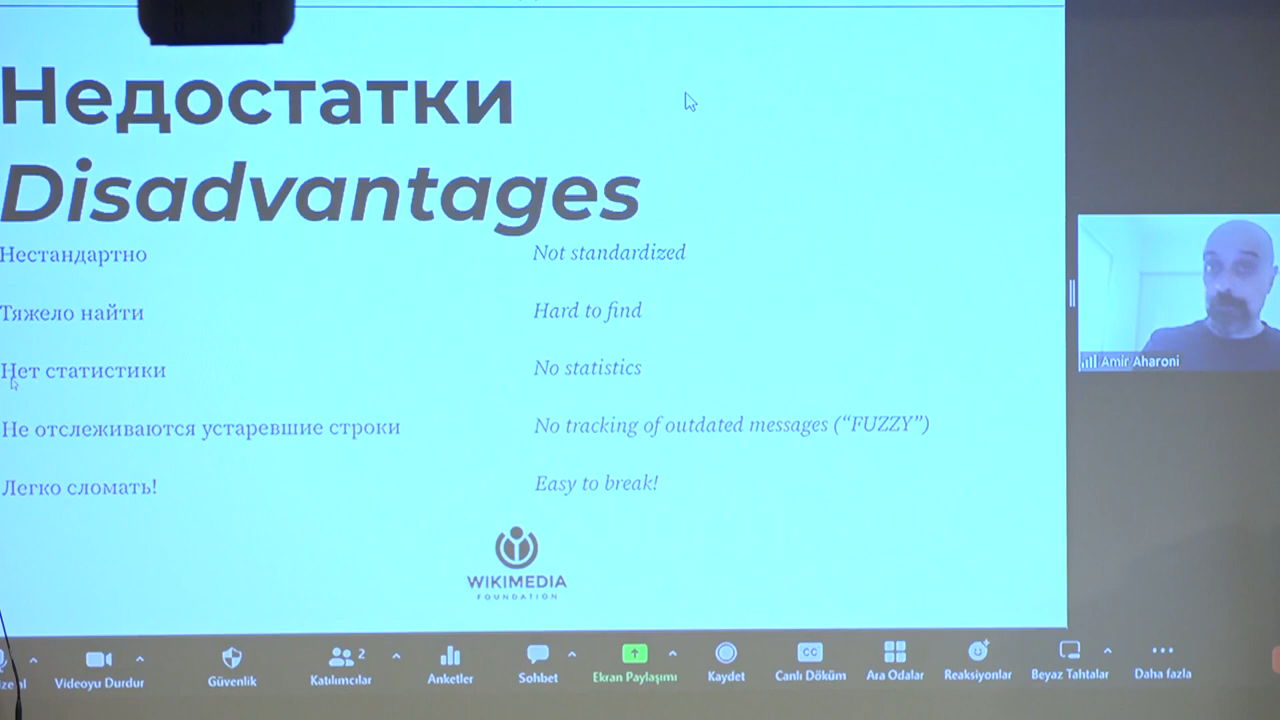 Недостатки
Disadvantages
Нестандартно
Not standardized
Тяжело найти
Hard to find
Нет статистики
No statistics
Не отслеживаются устаревшие строки
No tracking of outdated messages (“FUZZY”)
Легко сломать!
Easy to break!
WIKIMEDIA
FOUNDATION
Amir Aharoni
Videoyu Durdur
Güvenlik
2
Katılımcılar
Anketler
Sohbet
Ekran Paylaşımı
Kaydet
CC
Canlı Döküm
Ara Odalar
Reaksiyonlar
Beyaz Tahtalar
Daha fazla